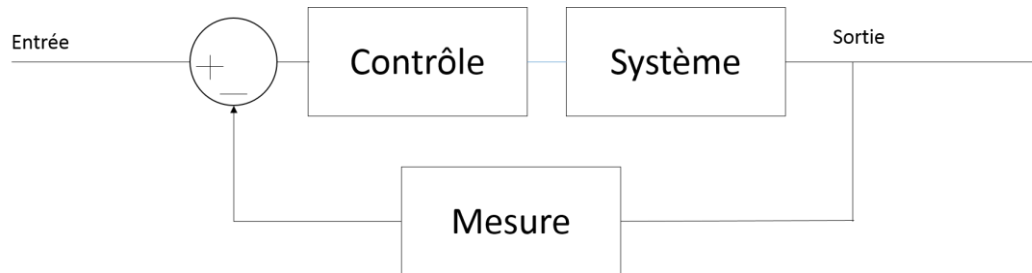 Entrée
Contrôle
Système
Sortie
+
−
Mesure